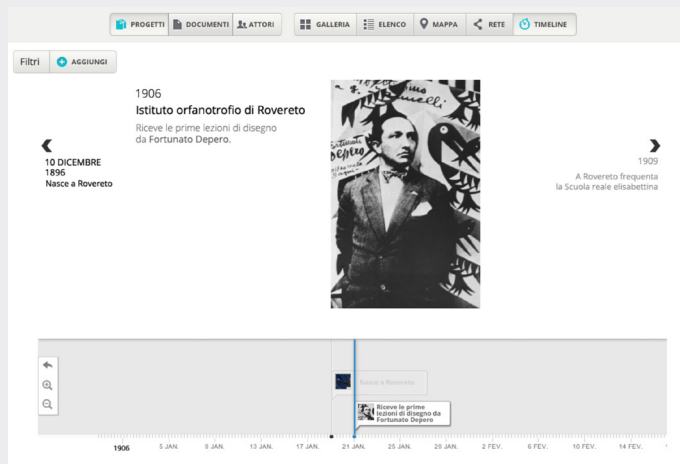 PROGETTI DOCUMENTI ATTORI GALLERIA ELENCO MAPPA RETE TIMELINE
Filtri AGGIUNGI
1906
Istituto orfanotrofio di Rovereto
Riceve le prime lezioni di disegno
da Fortunato Depero.
10 DICEMBRE
1896
Nasce a Rovereto
1909
A Rovereto frequenta
la Scuola reale elisabettina
Depero
Nasce a Rovereto
Riceve le prime
lezioni di disegno da
Fortunato Depero
1906 5 JAN. 9 JAN. 13 JAN. 17 JAN. 21 JAN. 25 JAN. 29 JAN. 2 FEV. 6 FEV. 10 FEV. 14 FEV.